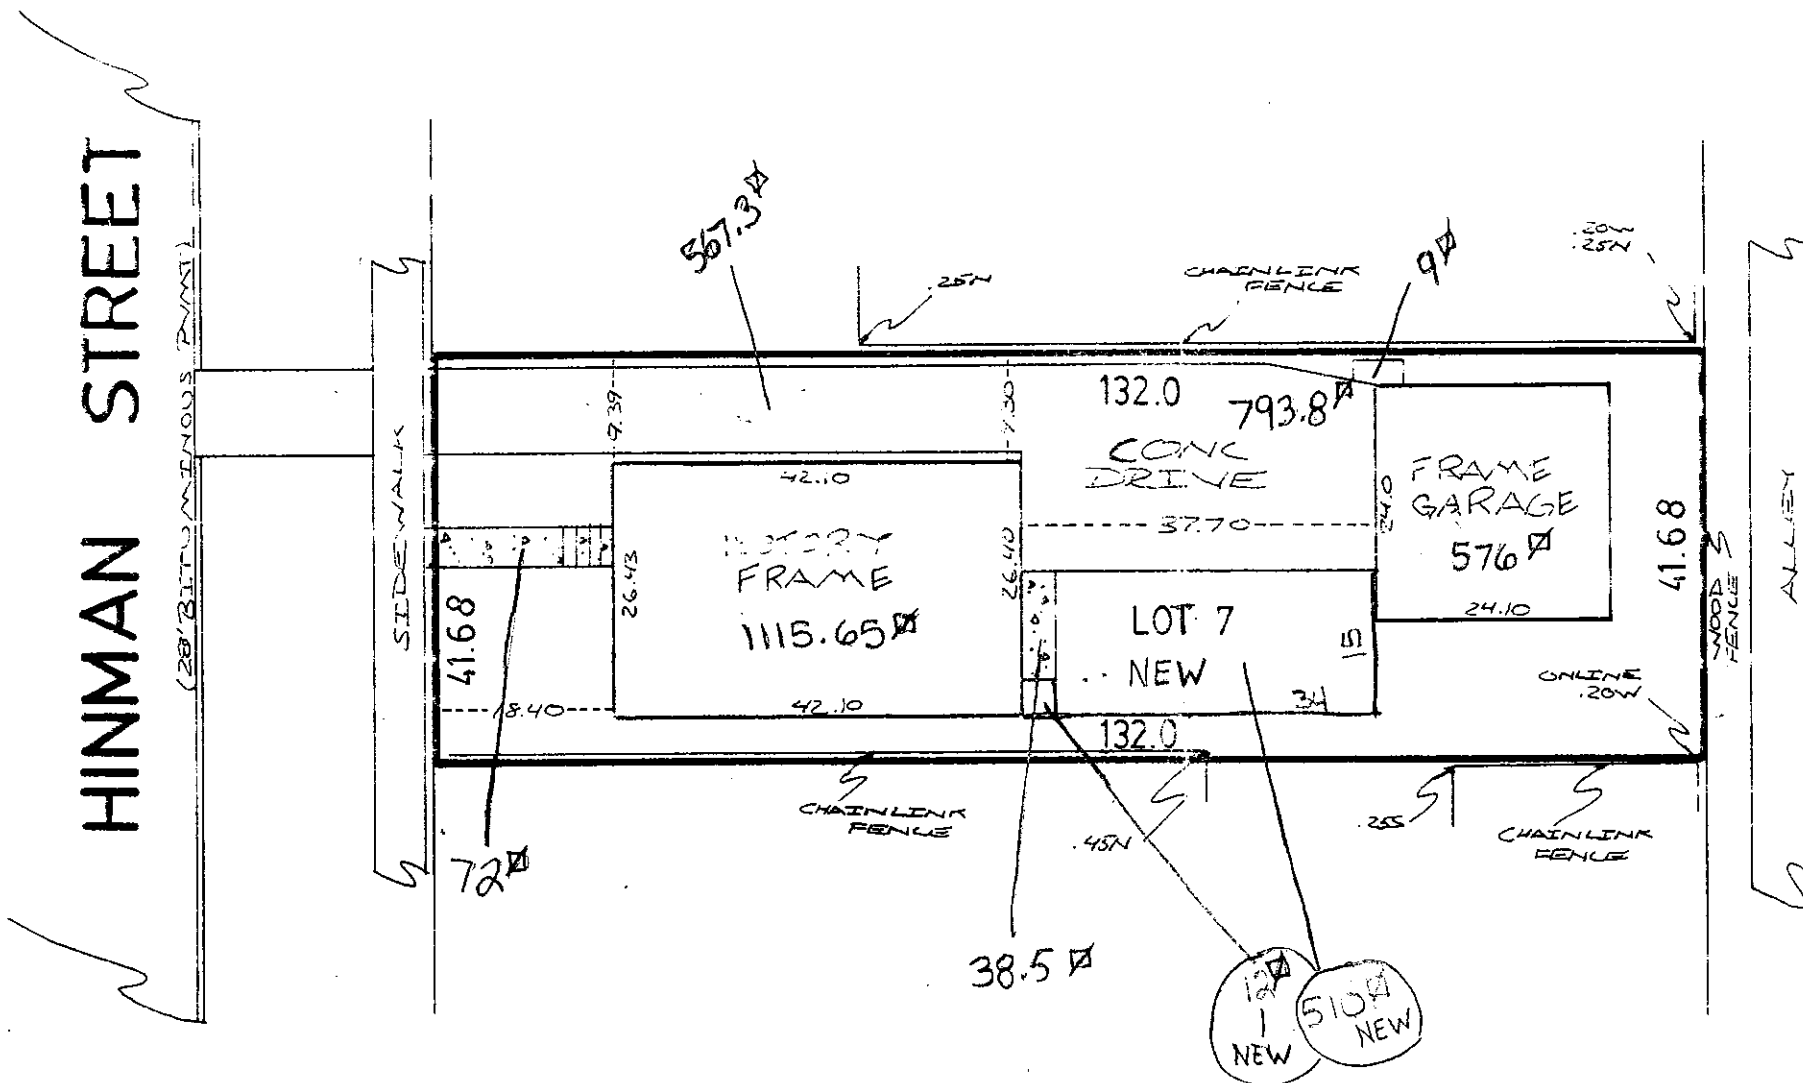 HINMAN STREET
(28' BITUMINOUS PVMT)
SIDEWALK
567.3
.25N
CHAINLINK
FENCE
9
.20W
.25N
9.39
132.0
793.8
CONC
DRIVE
42.10
FRAME
GARAGE
576
24.0
24.10
37.70
26.43
FRAME
1115.65
26.40
LOT 7
NEW
15
34
41.68
18.40
42.10
132.0
41.68
WOOD
FENCE
ALLEY
ONLINE
.20W
CHAINLINK
FENCE
.45N
.25S
CHAINLINK
FENCE
72
38.5
12
NEW
510
NEW